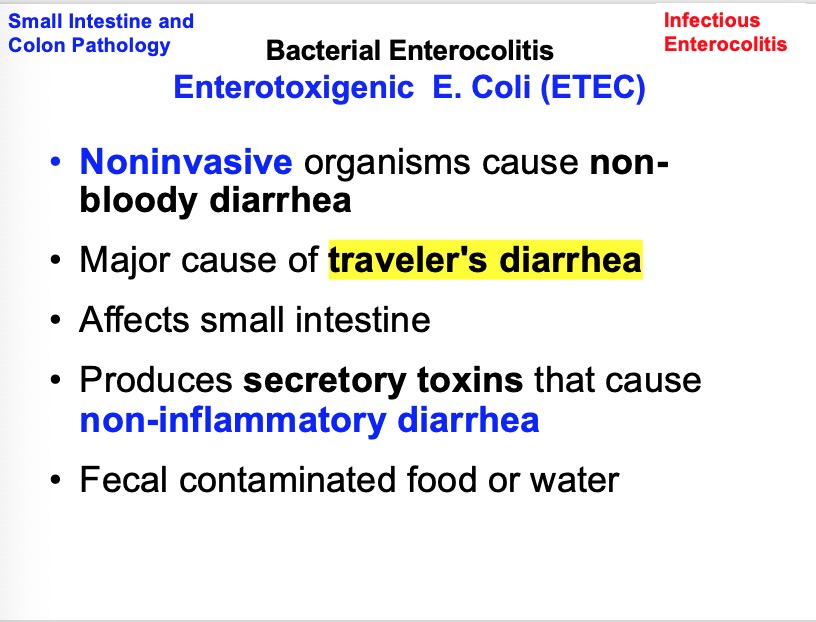 Small Intestine and
Colon Pathology
Infectious
Enterocolitis
Bacterial Enterocolitis
Enterotoxigenic E. Coli (ETEC)
• Noninvasive organisms cause non-
bloody diarrhea
• Major cause of traveler's diarrhea
• Affects small intestine
• Produces secretory toxins that cause
non-inflammatory diarrhea
• Fecal contaminated food or water